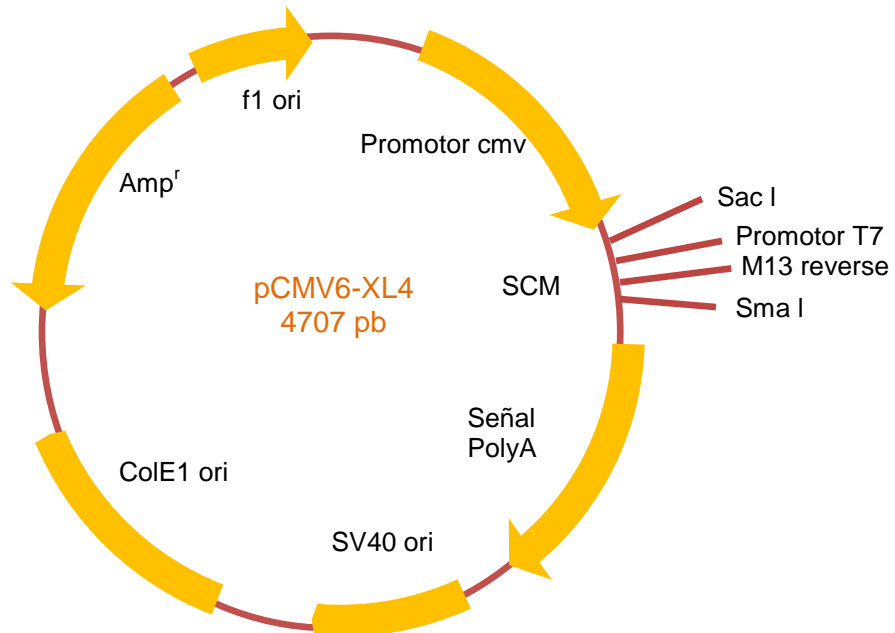 f1 ori
Promotor cmv
Ampʳ
Sac I
Promotor T7
M13 reverse
SCM
Sma I
pCMV6-XL4
4707 pb
Señal
PolyA
ColE1 ori
SV40 ori